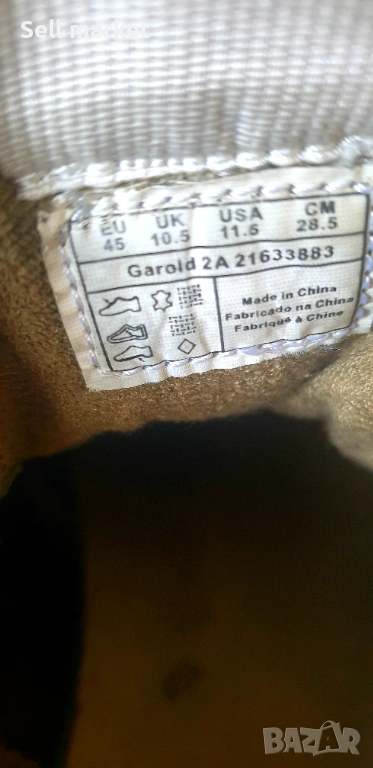 Sell.market
EU UK USA CM
45 10.5 11.5 28.5
Garold 2A 21633883
Made in China
Fabricado na China
Fabriqué à Chine
BAZAR